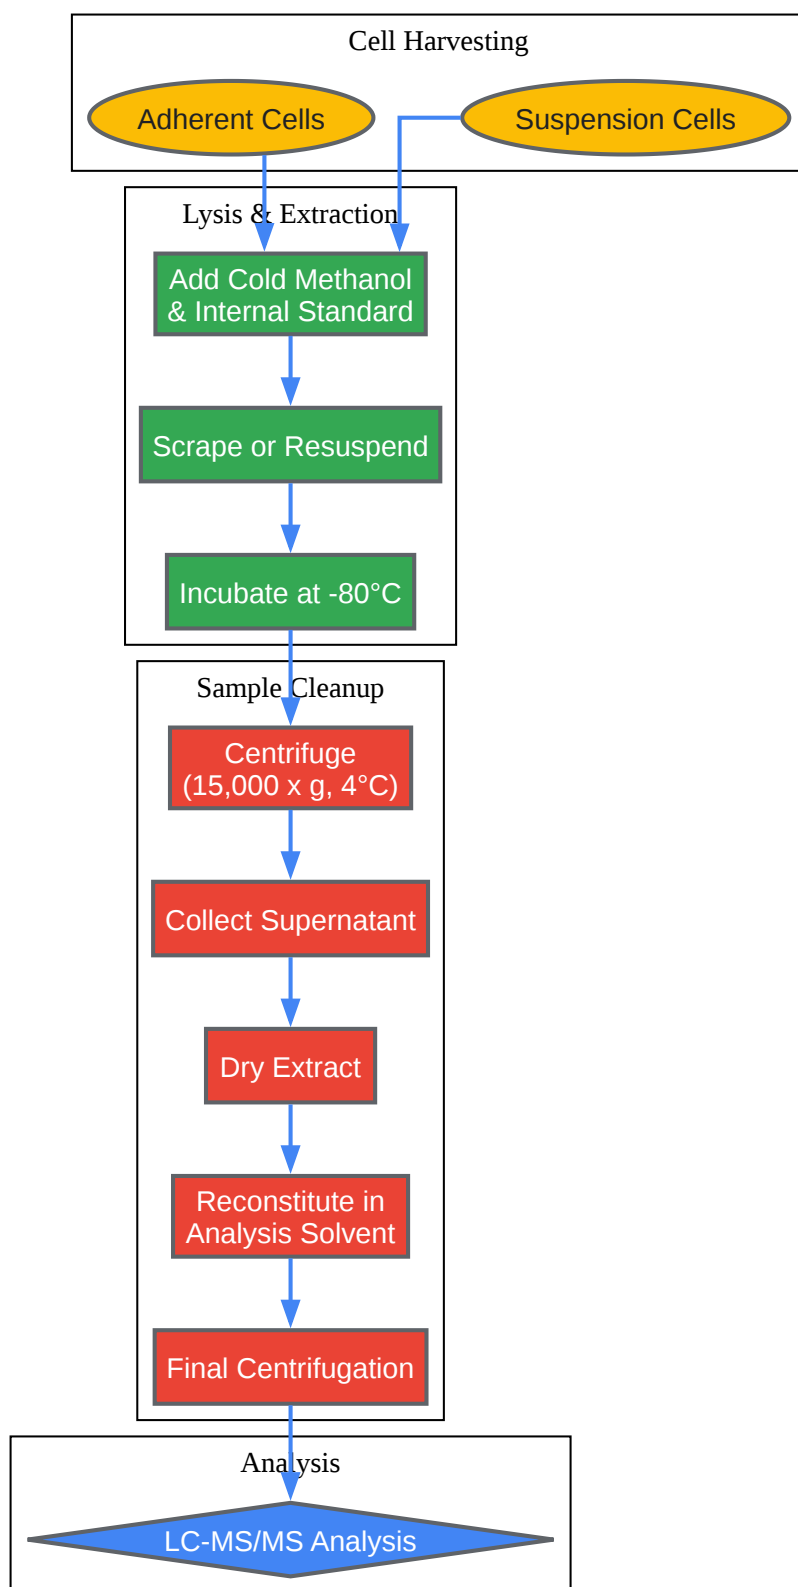 Cell Harvesting
Adherent Cells
Suspension Cells
Lysis & Extraction
Add Cold Methanol
& Internal Standard
Scrape or Resuspend
Incubate at -80°C
Sample Cleanup
Centrifuge
(15,000 x g, 4°C)
Collect Supernatant
Dry Extract
Reconstitute in
Analysis Solvent
Final Centrifugation
Analysis
LC-MS/MS Analysis